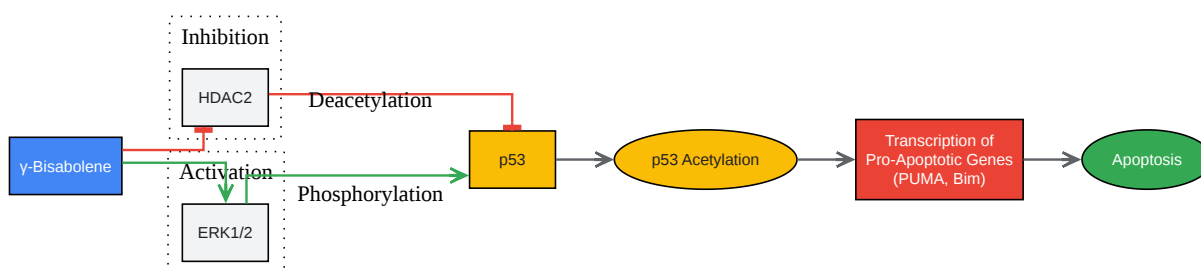 Inhibition
HDAC2
Deacetylation
γ-Bisabolene
Activation
ERK1/2
Phosphorylation
p53
p53 Acetylation
Transcription of
Pro-Apoptotic Genes
(PUMA, Bim)
Apoptosis